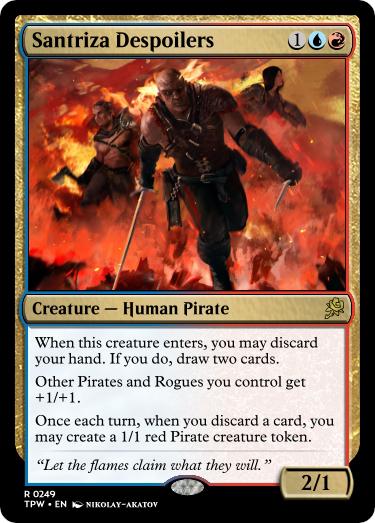 Santriza Despoilers 1
Creature — Human Pirate
When this creature enters, you may discard
your hand. If you do, draw two cards.
Other Pirates and Rogues you control get
+1/+1.
Once each turn, when you discard a card, you
may create a 1/1 red Pirate creature token.
“Let the flames claim what they will.”
2/1
R 0249
TPW • EN NIKOLAY-AKATOV